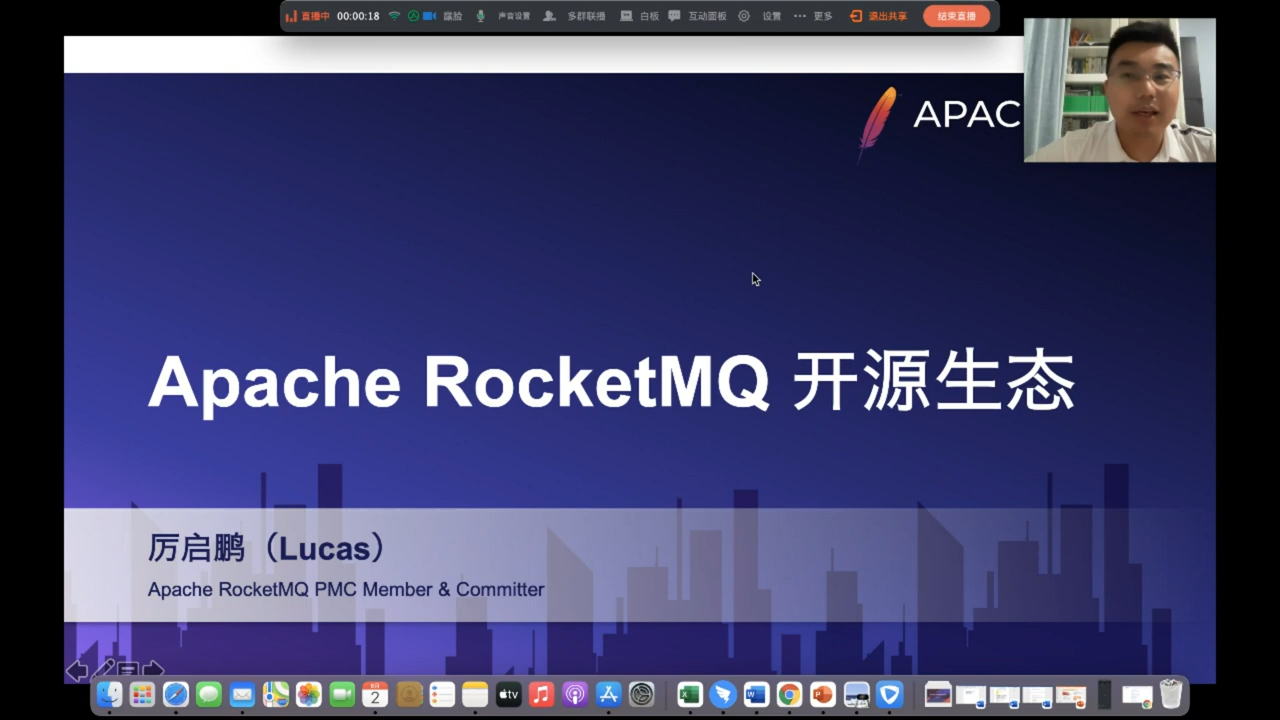 直播中 00:00:18 露脸 声音设置 多群联播 白板 互动面板 设置 更多 退出共享 结束直播
APAC
Apache RocketMQ 开源生态
厉启鹏（Lucas）
Apache RocketMQ PMC Member & Committer
2
tv